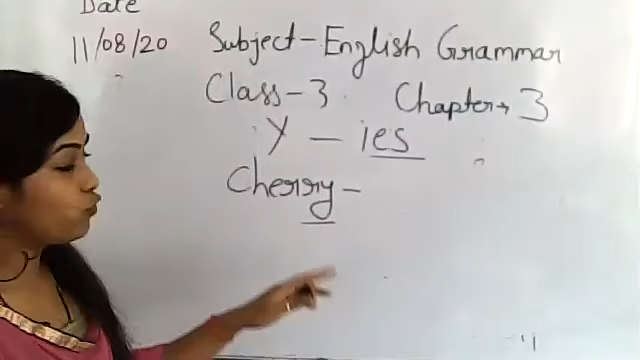 Date
11/08/20 Subject - English Grammar
Class - 3 Chapter → 3
Y - ies
Cherry -